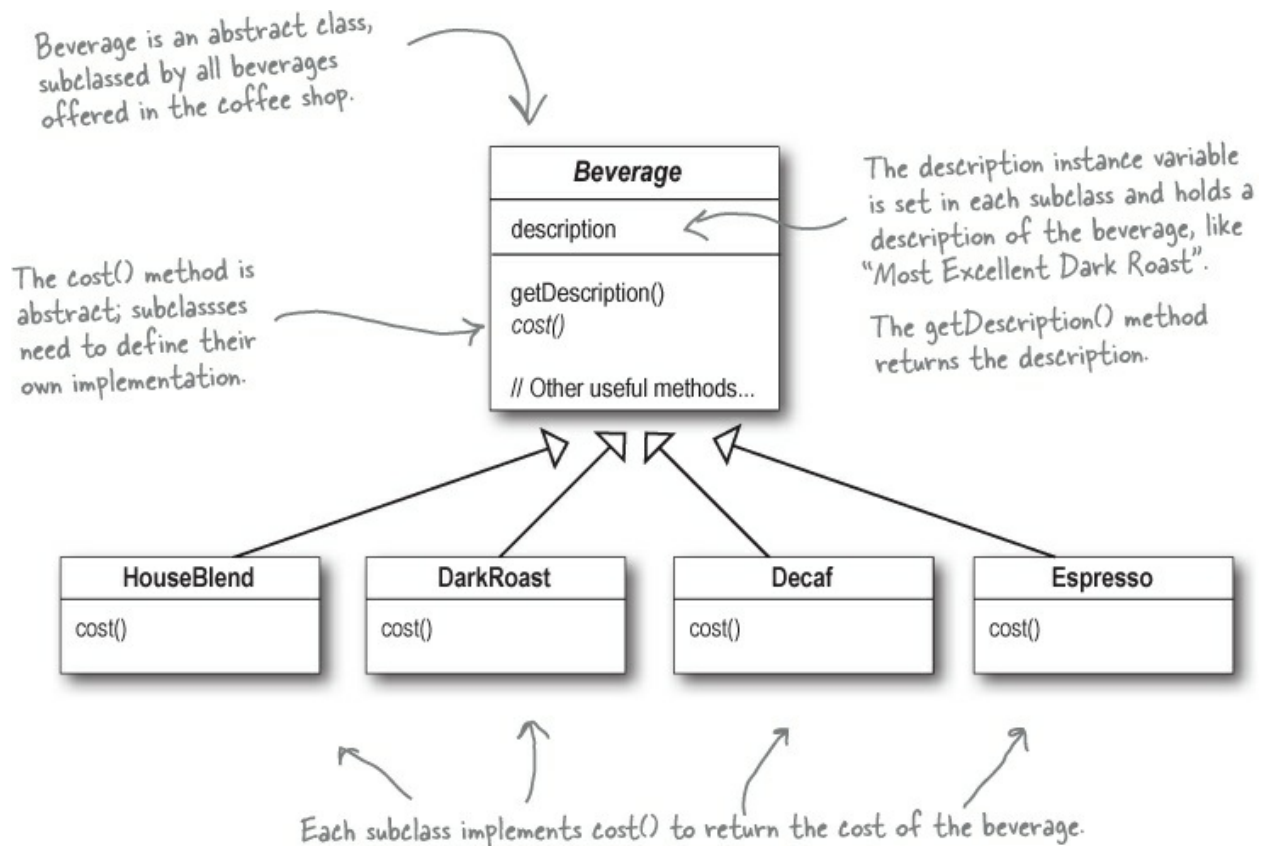 Beverage is an abstract class,
subclassed by all beverages
offered in the coffee shop.
Beverage
description
getDescription()
cost()
// Other useful methods...
The description instance variable
is set in each subclass and holds a
description of the beverage, like
“Most Excellent Dark Roast”.
The getDescription() method
returns the description.
The cost() method is
abstract; subclassses
need to define their
own implementation.
HouseBlend
cost()
DarkRoast
cost()
Decaf
cost()
Espresso
cost()
Each subclass implements cost() to return the cost of the beverage.